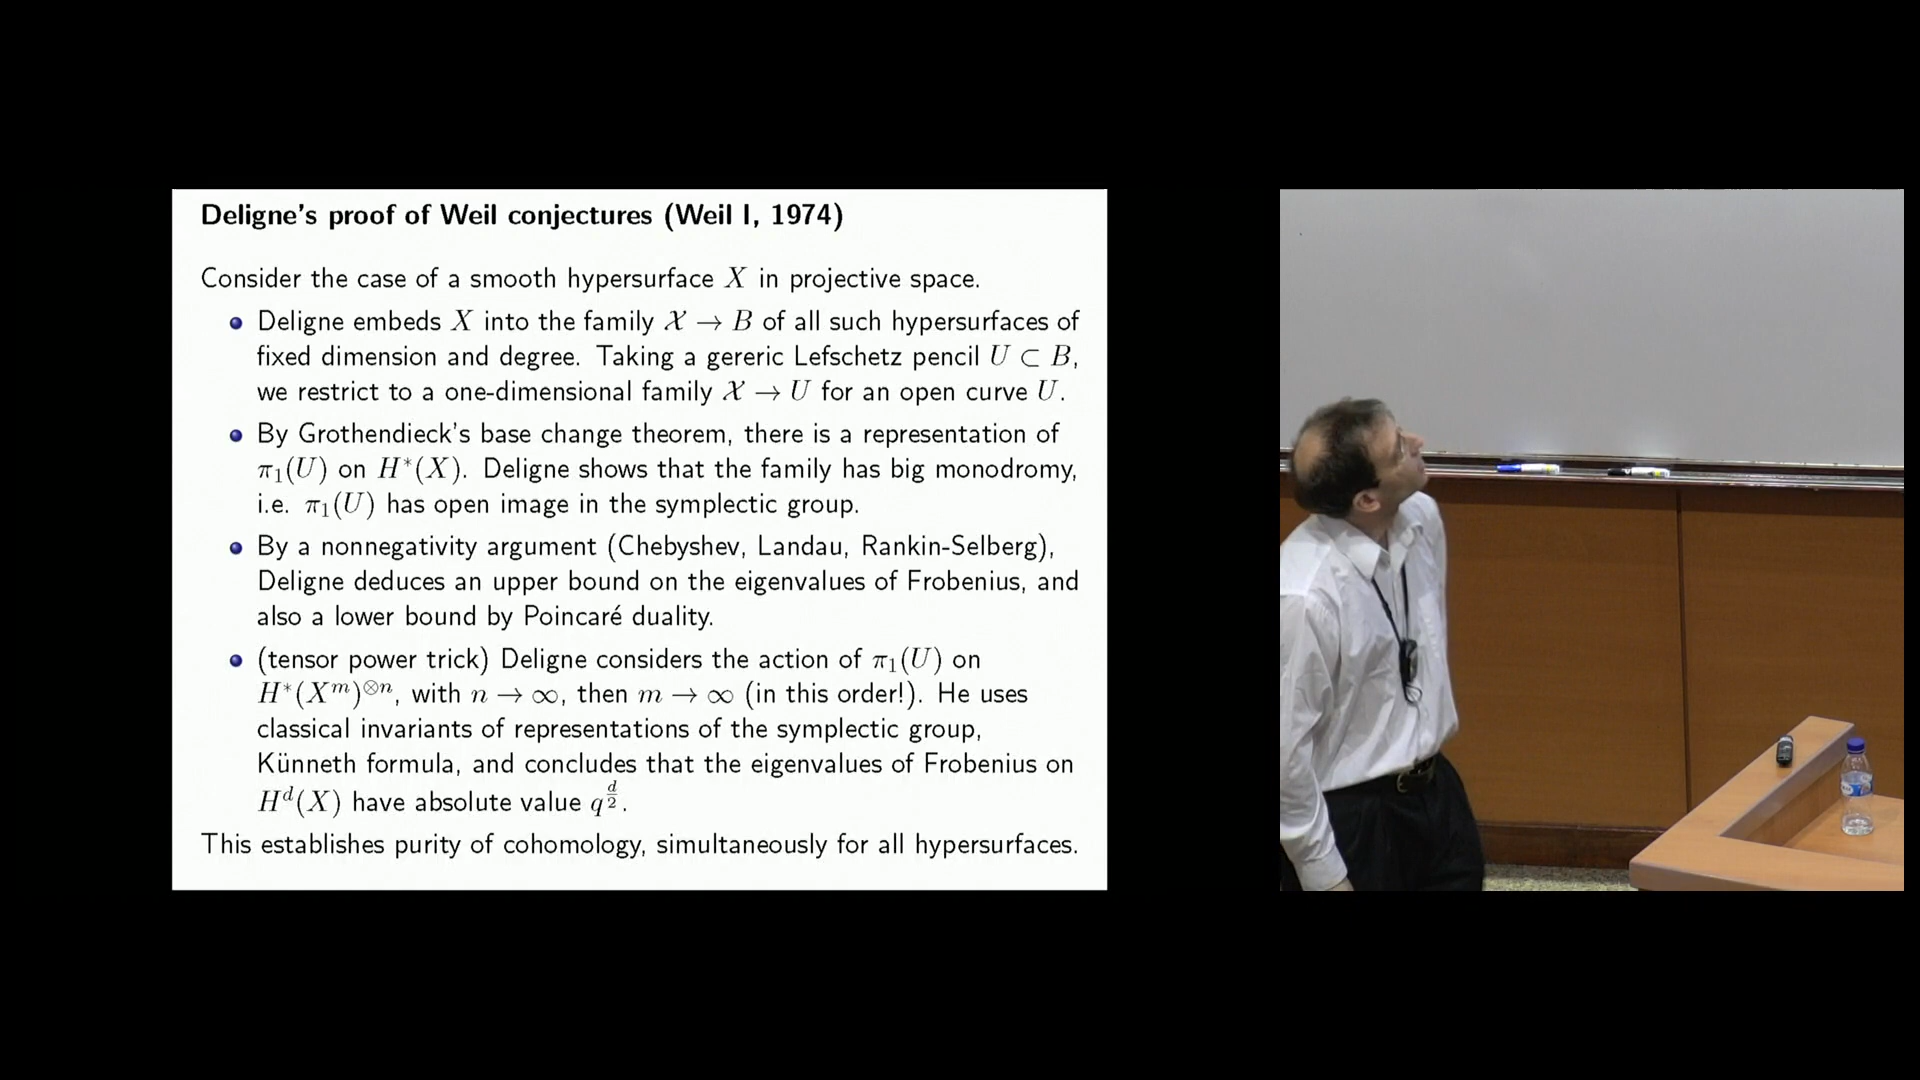 Deligne's proof of Weil conjectures (Weil I, 1974)
Consider the case of a smooth hypersurface X in projective space.
• Deligne embeds X into the family 𝒳 → B of all such hypersurfaces of
fixed dimension and degree. Taking a gereric Lefschetz pencil U ⊂ B,
we restrict to a one-dimensional family 𝒳 → U for an open curve U.
• By Grothendieck's base change theorem, there is a representation of
π₁(U) on H*(X). Deligne shows that the family has big monodromy,
i.e. π₁(U) has open image in the symplectic group.
• By a nonnegativity argument (Chebyshev, Landau, Rankin-Selberg),
Deligne deduces an upper bound on the eigenvalues of Frobenius, and
also a lower bound by Poincaré duality.
• (tensor power trick) Deligne considers the action of π₁(U) on
H*(X^m)^{⊗n}, with n → ∞, then m → ∞ (in this order!). He uses
classical invariants of representations of the symplectic group,
Künneth formula, and concludes that the eigenvalues of Frobenius on
H^d(X) have absolute value q^{d/2}.
This establishes purity of cohomology, simultaneously for all hypersurfaces.